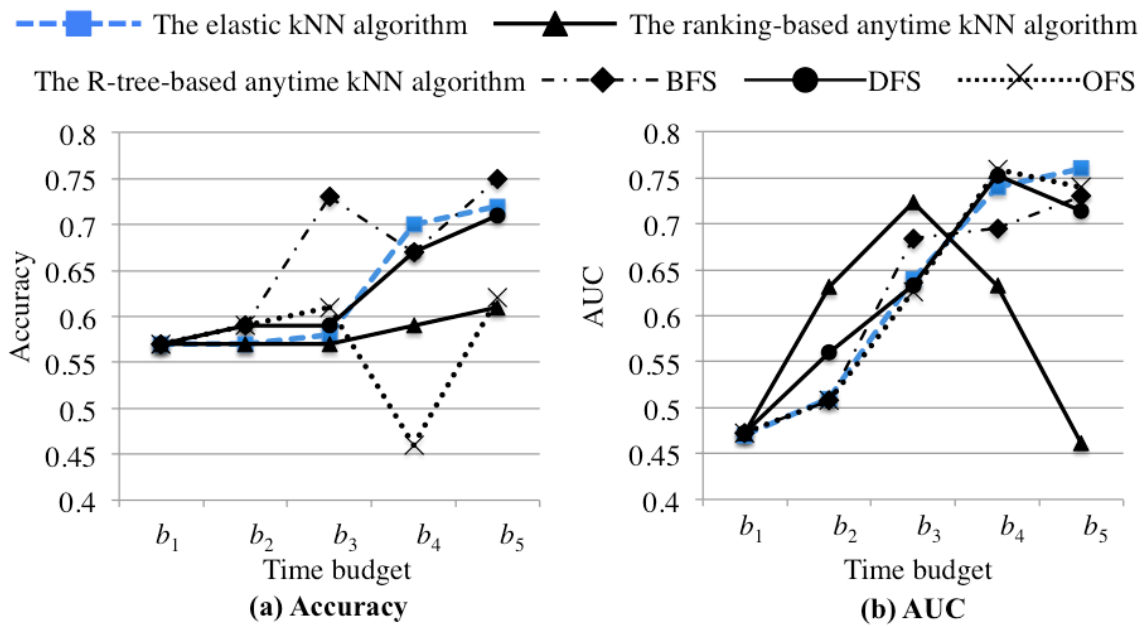 The elastic kNN algorithm The ranking-based anytime kNN algorithm
The R-tree-based anytime kNN algorithm BFS DFS OFS
0.8
0.75
0.7
0.65
0.6
0.55
0.5
0.45
0.4
Accuracy
b1 b2 b3 b4 b5
Time budget
(a) Accuracy
0.8
0.75
0.7
0.65
0.6
0.55
0.5
0.45
0.4
AUC
b1 b2 b3 b4 b5
Time budget
(b) AUC